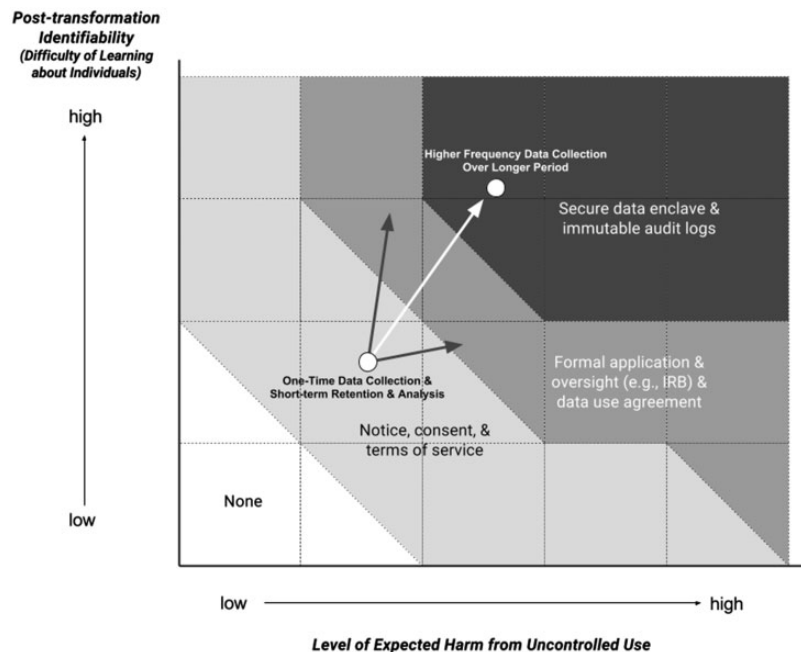 Post-transformation
Identifiability
(Difficulty of Learning
about Individuals)
high
low
Higher Frequency Data Collection
Over Longer Period
Secure data enclave &
immutable audit logs
One-Time Data Collection &
Short-term Retention & Analysis
Formal application &
oversight (e.g., IRB) &
data use agreement
Notice, consent, &
terms of service
None
low
high
Level of Expected Harm from Uncontrolled Use